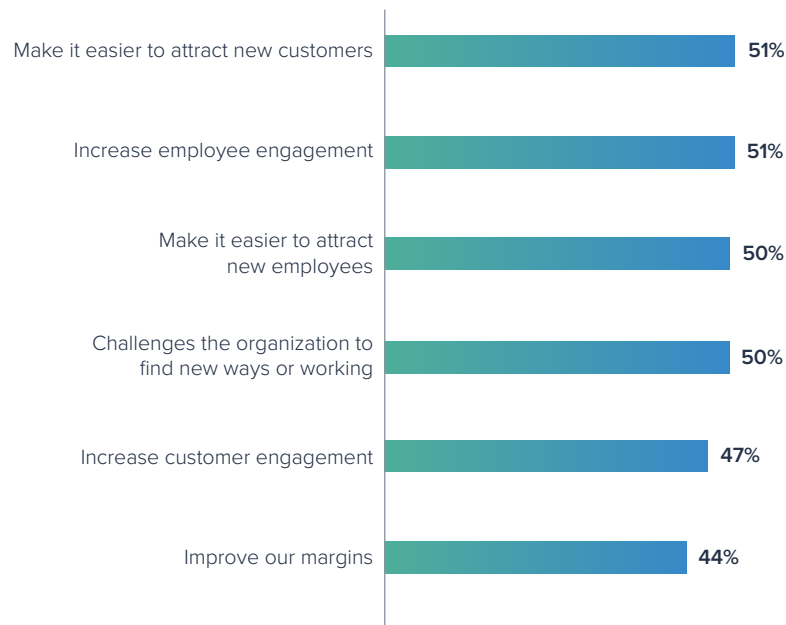 Make it easier to attract new customers 51%
Increase employee engagement 51%
Make it easier to attract
new employees 50%
Challenges the organization to
find new ways or working 50%
Increase customer engagement 47%
Improve our margins 44%